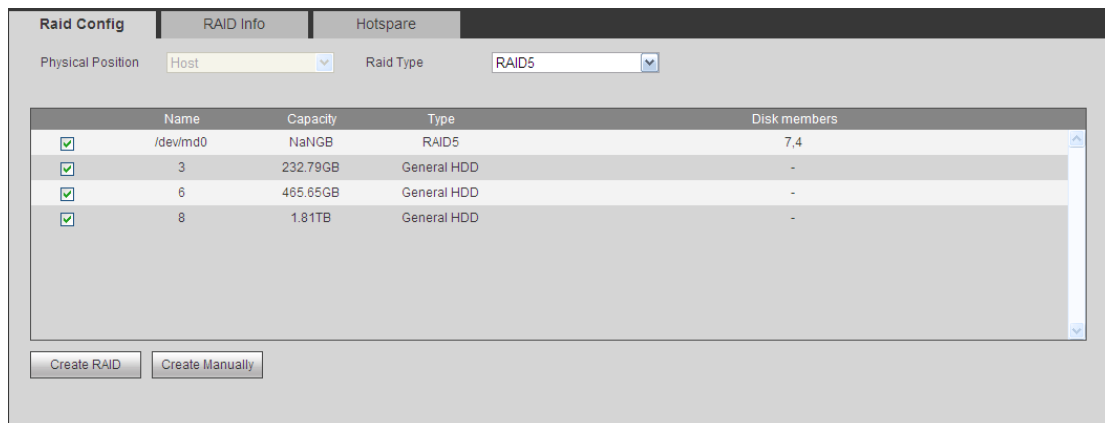 Raid Config RAID Info Hotspare
Physical Position Host Raid Type RAID5
Name Capacity Type Disk members
/dev/md0 NaNGB RAID5 7,4
3 232.79GB General HDD -
6 465.65GB General HDD -
8 1.81TB General HDD -
Create RAID Create Manually